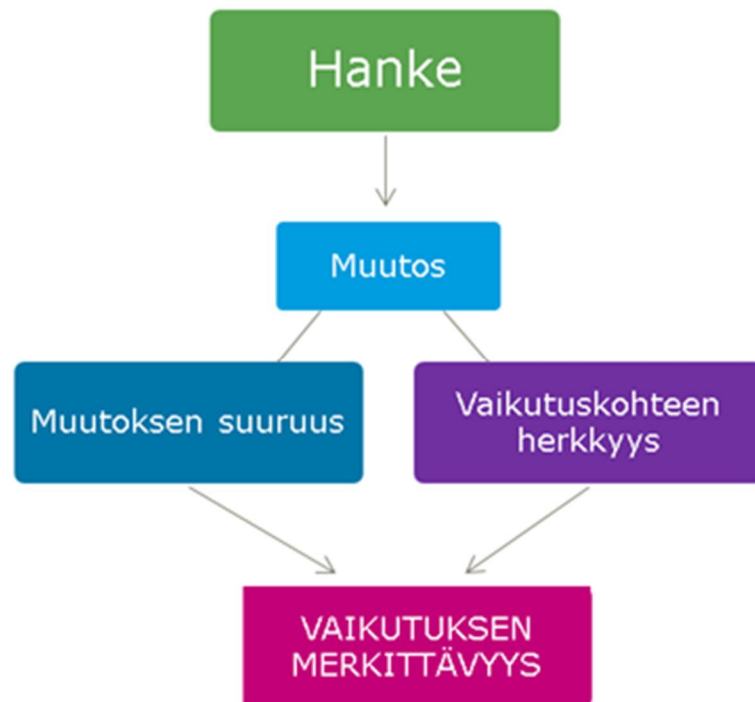 Hanke
Muutos
Muutoksen suuruus
Vaikutuskohteen
herkkyys
VAIKUTUKSEN
MERKITTÄVYYS